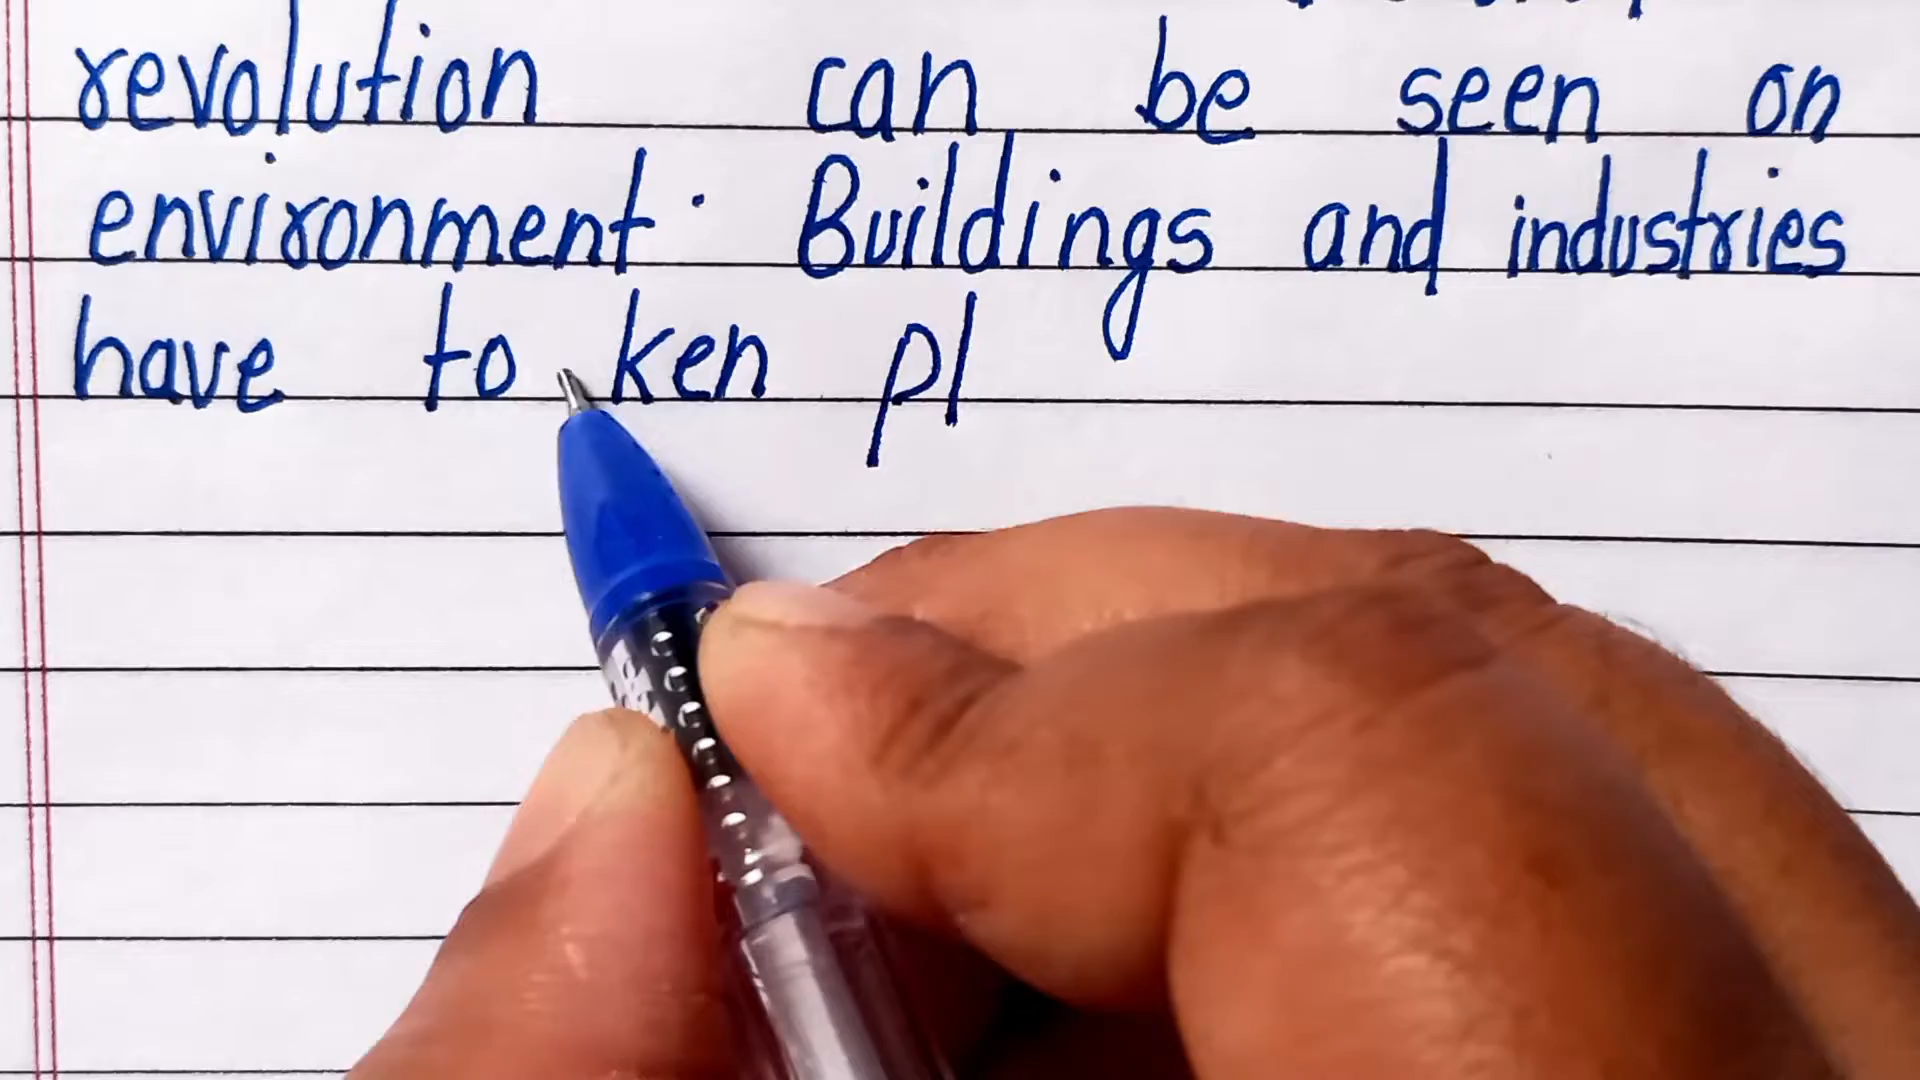 revolution can be seen on
environment. Buildings and industries
have to ken pl